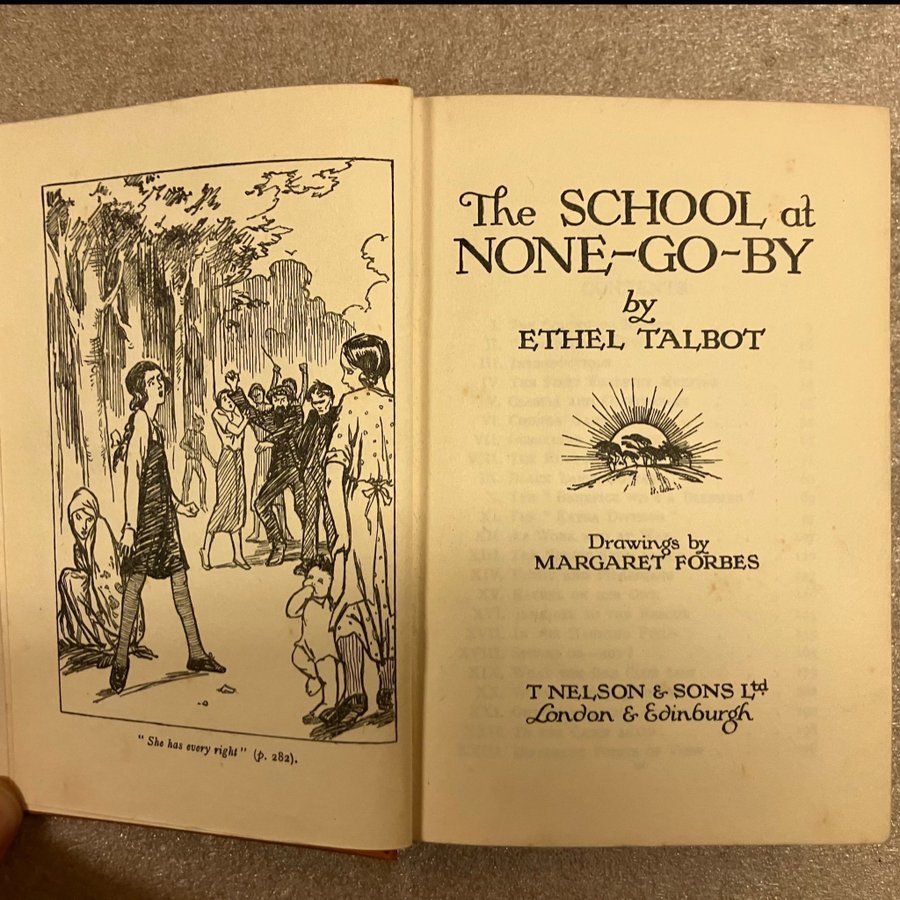 "She has every right" (p. 282).
The SCHOOL at
NONE-GO-BY
by
ETHEL TALBOT
Drawings by
MARGARET FORBES
T NELSON & SONS Ltd
London & Edinburgh